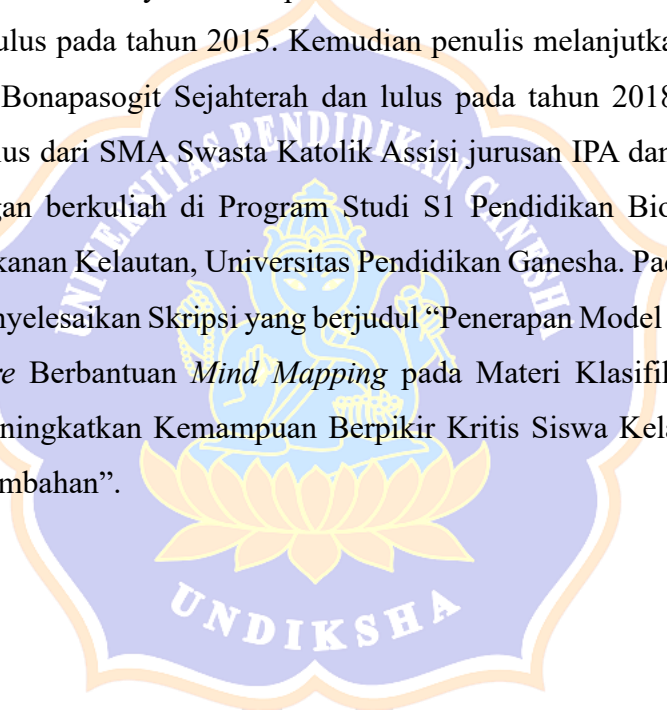 ulus pada tahun 2015. Kemudian penulis melanjutka
Bonapasogit Sejahterah dan lulus pada tahun 2018
us dari SMA Swasta Katolik Assisi jurusan IPA dan
gan berkuliah di Program Studi S1 Pendidikan Bio
kanan Kelautan, Universitas Pendidikan Ganesha. Pad
nyelesaikan Skripsi yang berjudul “Penerapan Model
re Berbantuan Mind Mapping pada Materi Klasifik
ningkatkan Kemampuan Berpikir Kritis Siswa Kela
mbahan”.
UNIVERSITAS PENDIDIKAN GANESHA
UNDIKSHA